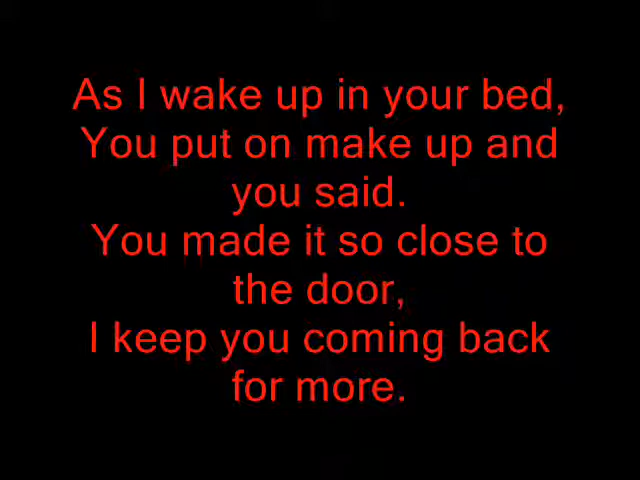 As I wake up in your bed,
You put on make up and
you said.
You made it so close to
the door,
I keep you coming back
for more.